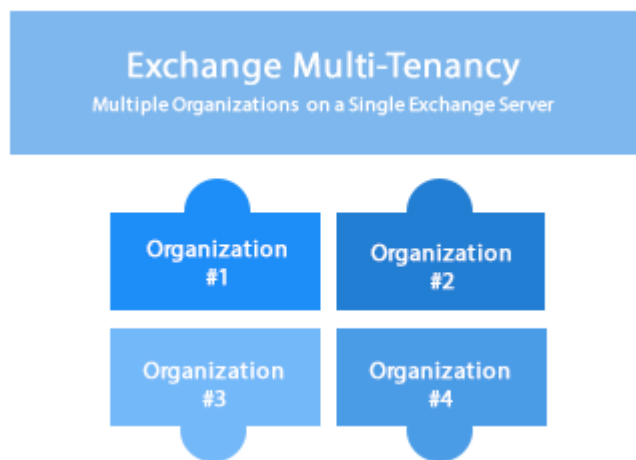 Exchange Multi-Tenancy
Multiple Organizations on a Single Exchange Server
Organization
#1
Organization
#2
Organization
#3
Organization
#4